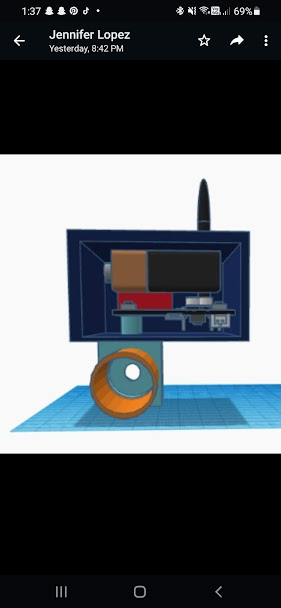 1:37
69%
Jennifer Lopez
Yesterday, 8:42 PM